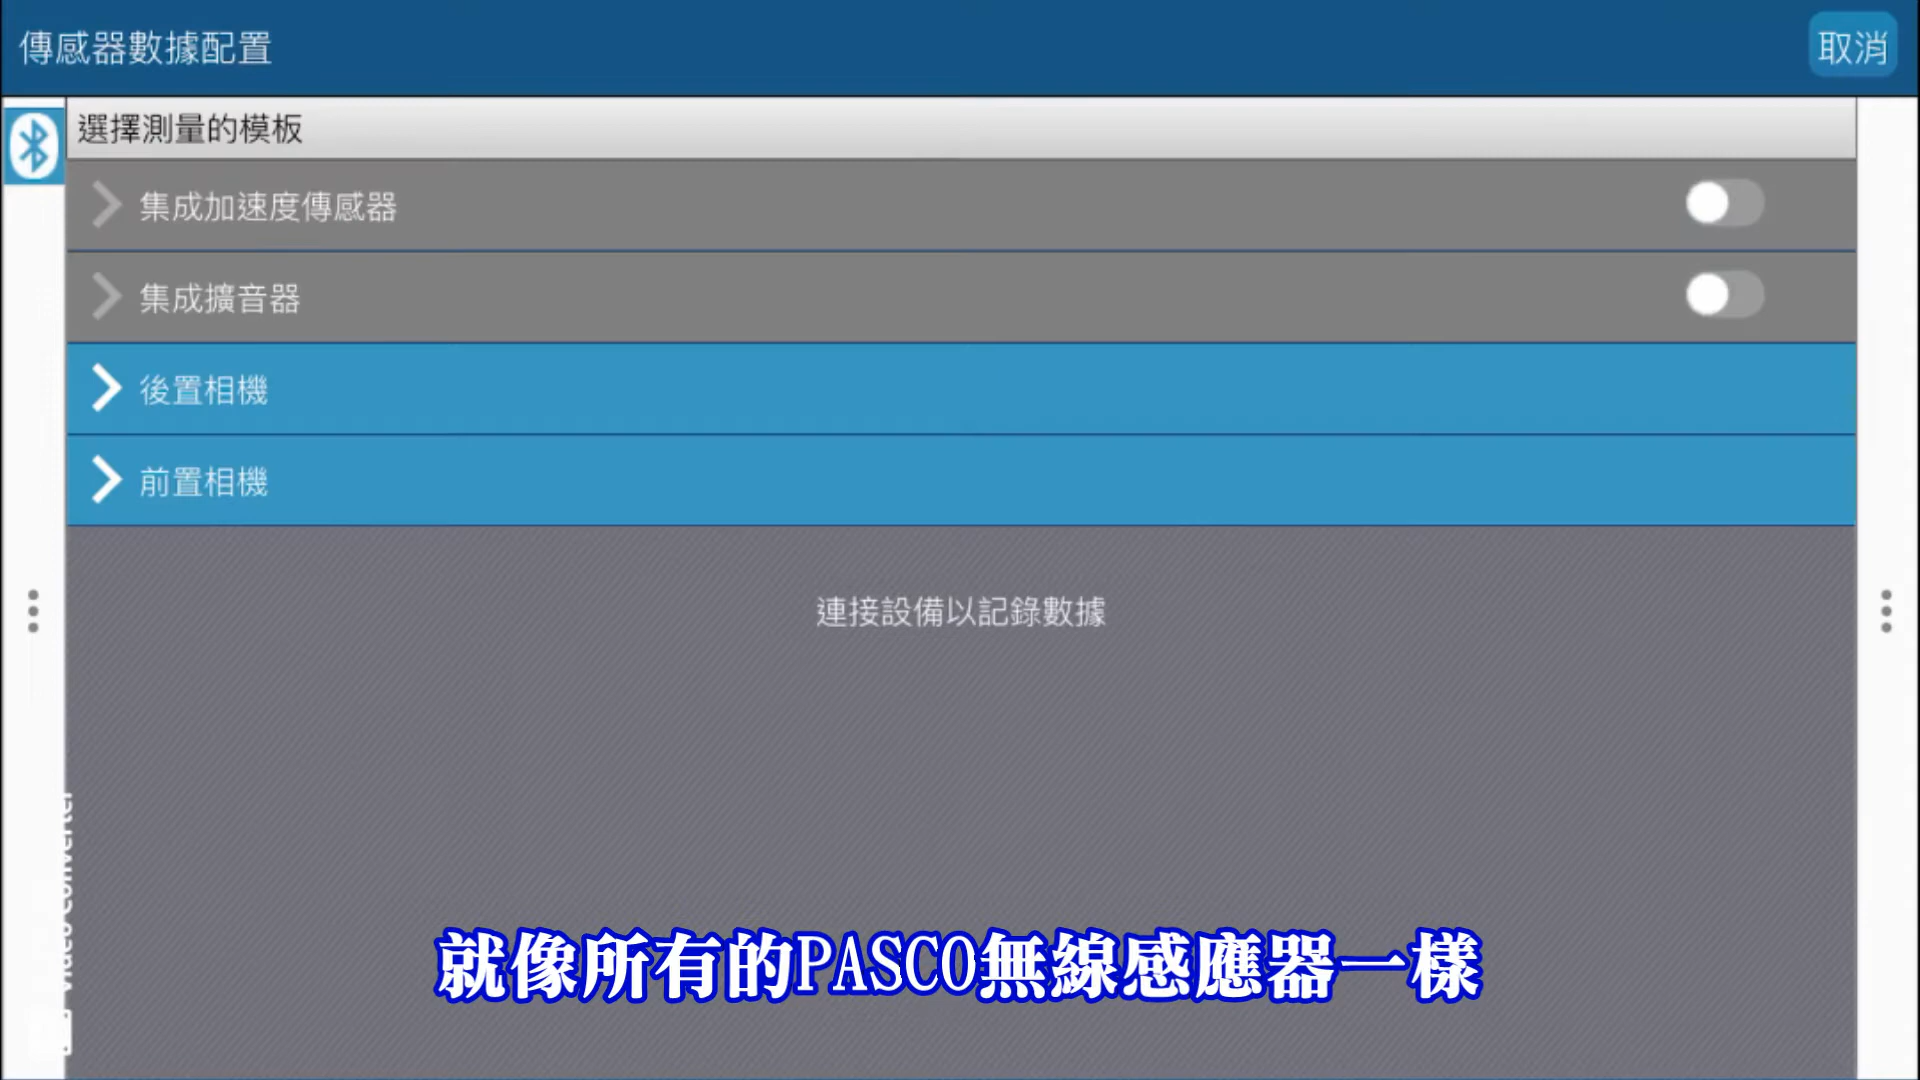 傳感器數據配置
取消
選擇測量的模板
集成加速度傳感器
集成擴音器
後置相機
前置相機
連接設備以記錄數據
Video Converter
就像所有的PASCO無線感應器一樣